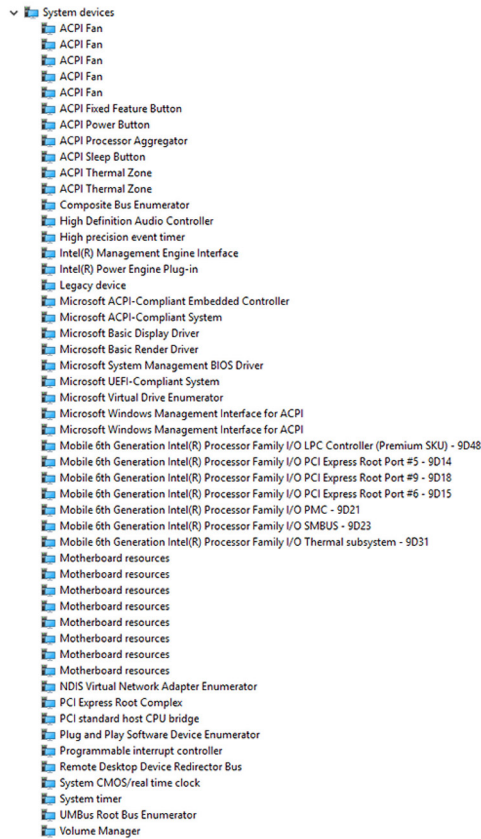 System devices
ACPI Fan
ACPI Fan
ACPI Fan
ACPI Fan
ACPI Fan
ACPI Fixed Feature Button
ACPI Power Button
ACPI Processor Aggregator
ACPI Sleep Button
ACPI Thermal Zone
ACPI Thermal Zone
Composite Bus Enumerator
High Definition Audio Controller
High precision event timer
Intel(R) Management Engine Interface
Intel(R) Power Engine Plug-in
Legacy device
Microsoft ACPI-Compliant Embedded Controller
Microsoft ACPI-Compliant System
Microsoft Basic Display Driver
Microsoft Basic Render Driver
Microsoft System Management BIOS Driver
Microsoft UEFI-Compliant System
Microsoft Virtual Drive Enumerator
Microsoft Windows Management Interface for ACPI
Microsoft Windows Management Interface for ACPI
Mobile 6th Generation Intel(R) Processor Family I/O LPC Controller (Premium SKU) - 9D48
Mobile 6th Generation Intel(R) Processor Family I/O PCI Express Root Port #5 - 9D14
Mobile 6th Generation Intel(R) Processor Family I/O PCI Express Root Port #9 - 9D18
Mobile 6th Generation Intel(R) Processor Family I/O PCI Express Root Port #6 - 9D15
Mobile 6th Generation Intel(R) Processor Family I/O PMC - 9D21
Mobile 6th Generation Intel(R) Processor Family I/O SMBUS - 9D23
Mobile 6th Generation Intel(R) Processor Family I/O Thermal subsystem - 9D31
Motherboard resources
Motherboard resources
Motherboard resources
Motherboard resources
Motherboard resources
Motherboard resources
Motherboard resources
Motherboard resources
NDIS Virtual Network Adapter Enumerator
PCI Express Root Complex
PCI standard host CPU bridge
Plug and Play Software Device Enumerator
Programmable interrupt controller
Remote Desktop Device Redirector Bus
System CMOS/real time clock
System timer
UMBus Root Bus Enumerator
Volume Manager